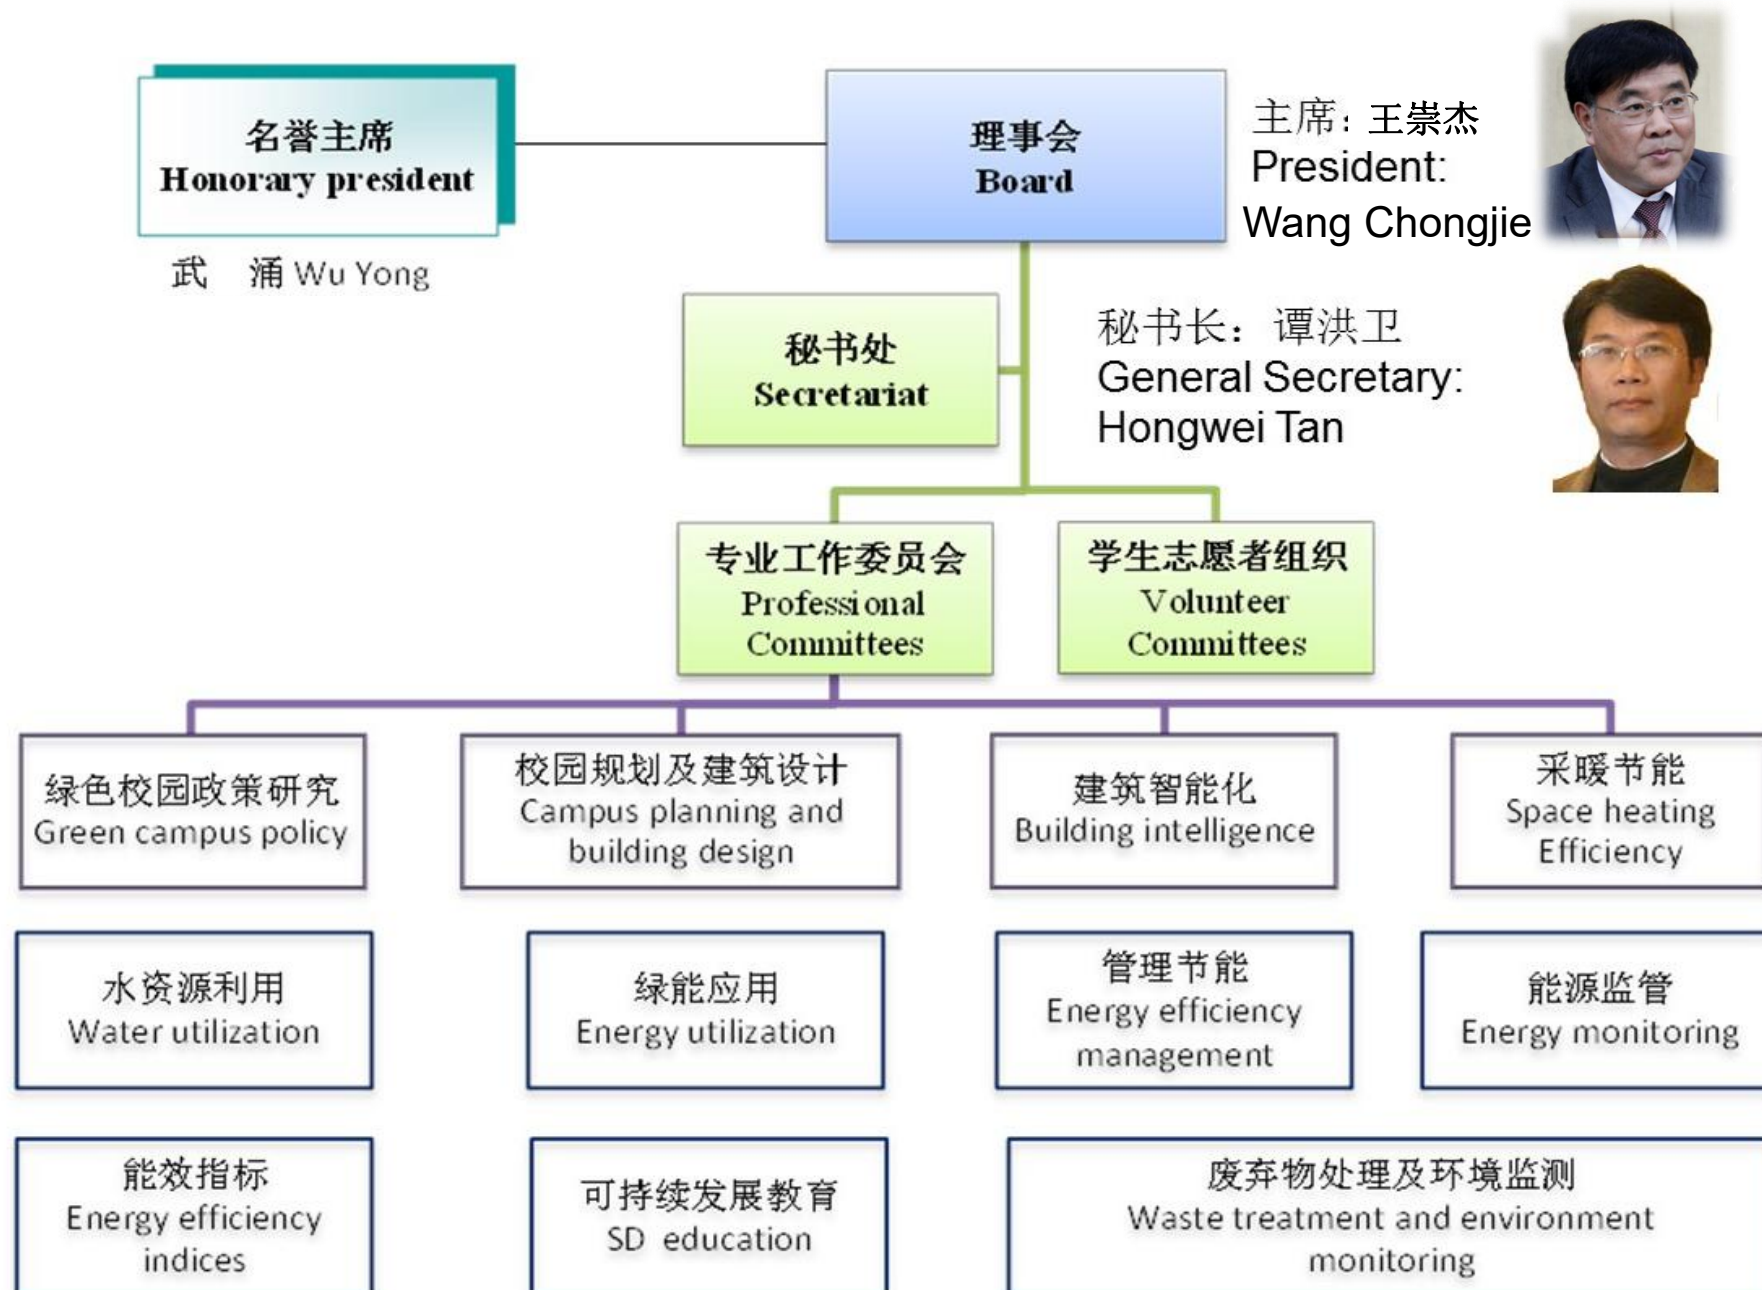 名誉主席
Honorary president
武 涌 Wu Yong
理事会
Board
主席：王崇杰
President:
Wang Chongjie
秘书处
Secretariat
秘书长：谭洪卫
General Secretary:
Hongwei Tan
专业工作委员会
Professional
Committees
学生志愿者组织
Volunteer
Committees
绿色校园政策研究
Green campus policy
校园规划及建筑设计
Campus planning and
building design
建筑智能化
Building intelligence
采暖节能
Space heating
Efficiency
水资源利用
Water utilization
绿能应用
Energy utilization
管理节能
Energy efficiency
management
能源监管
Energy monitoring
能效指标
Energy efficiency
indices
可持续发展教育
SD education
废弃物处理及环境监测
Waste treatment and environment
monitoring